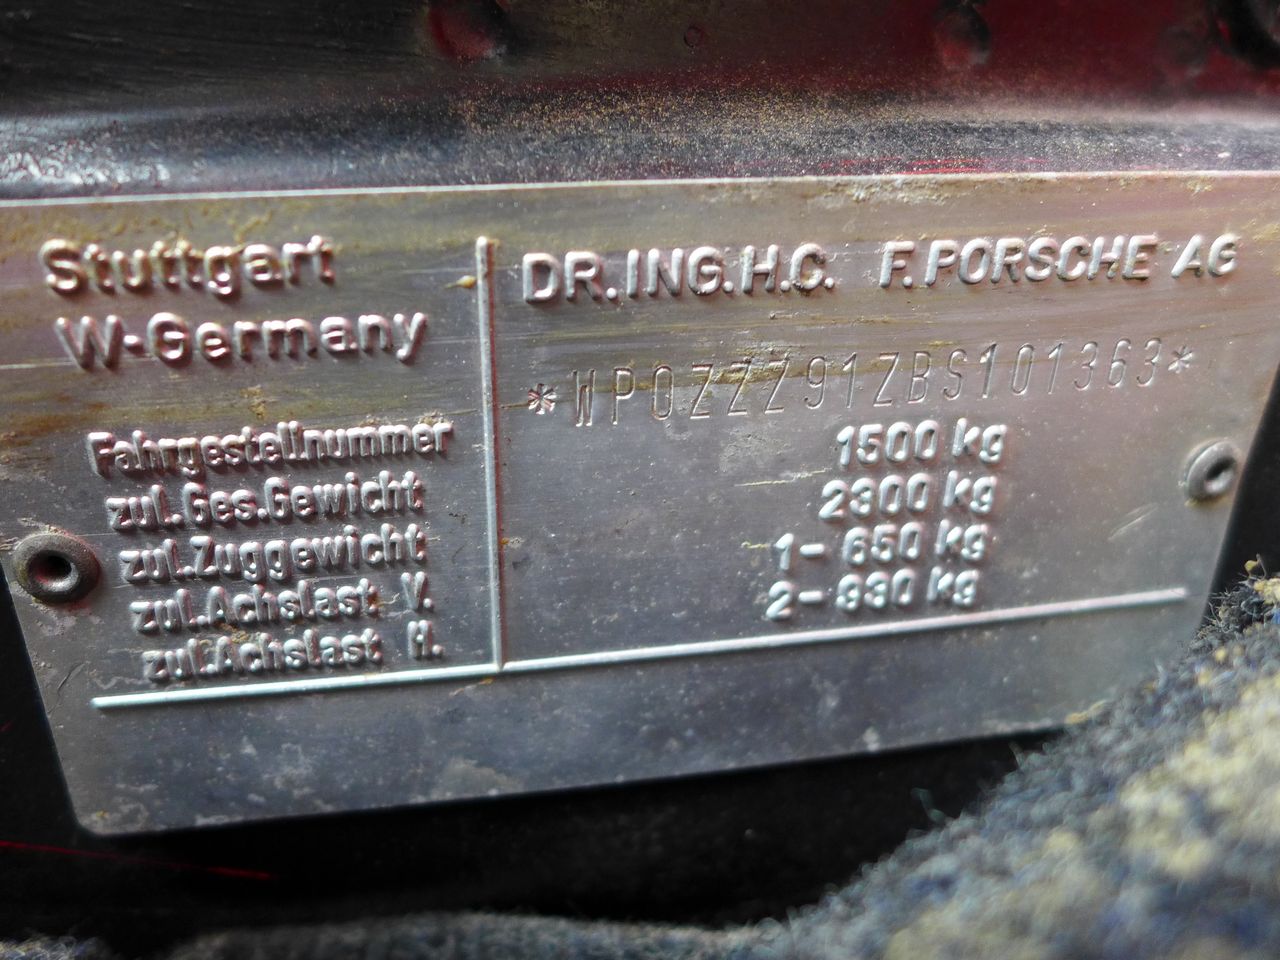 Stuttgart
W-Germany
Fahrgestellnummer
zul.Ges.Gewicht
zul.Zuggewicht
zul.Achslast V.
zul.Achslast H.
DR.ING.H.C. F.PORSCHE AG
*WP0ZZZ91ZBS101363*
1500 kg
2300 kg
1- 650 kg
2- 930 kg